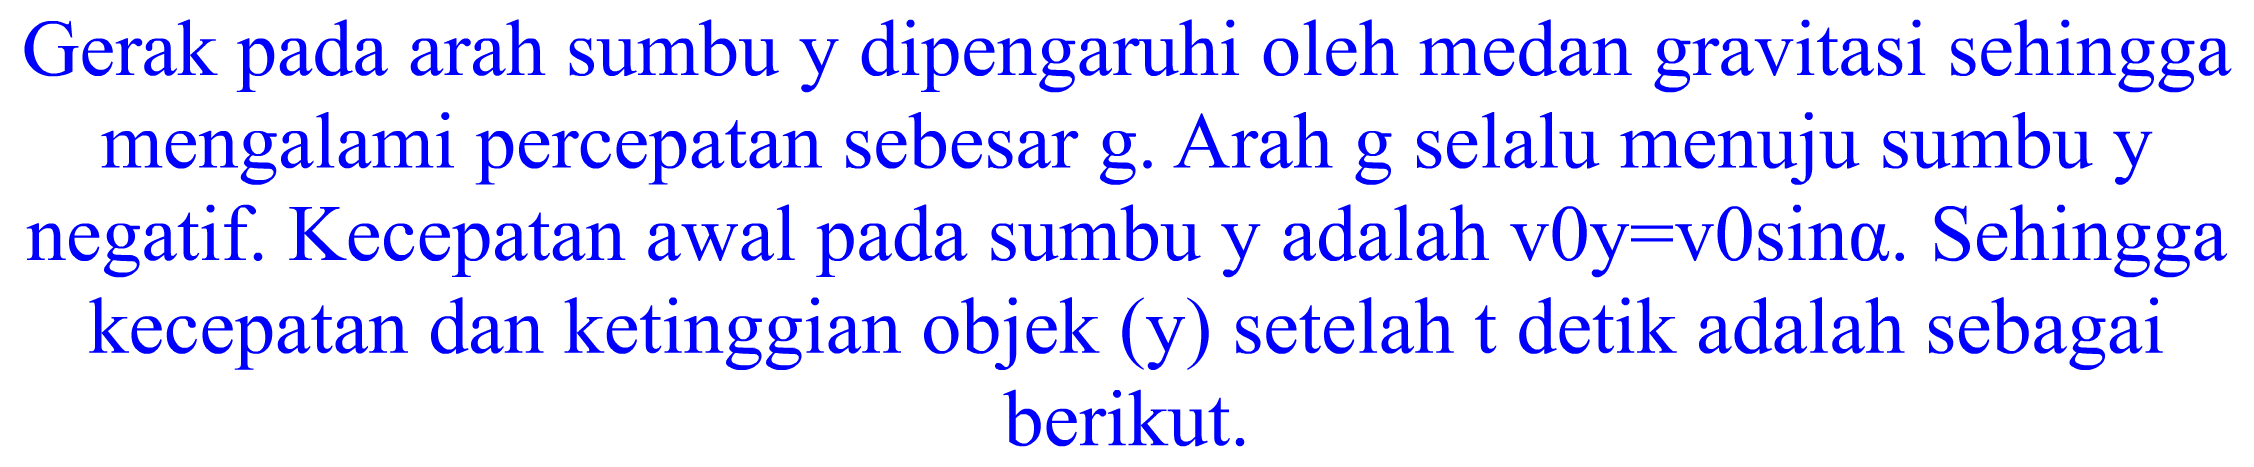 Gerak pada arah sumbu y dipengaruhi oleh medan gravitasi sehingga
mengalami percepatan sebesar g. Arah g selalu menuju sumbu y
negatif. Kecepatan awal pada sumbu y adalah v0y=v0sinα. Sehingga
kecepatan dan ketinggian objek (y) setelah t detik adalah sebagai
berikut.